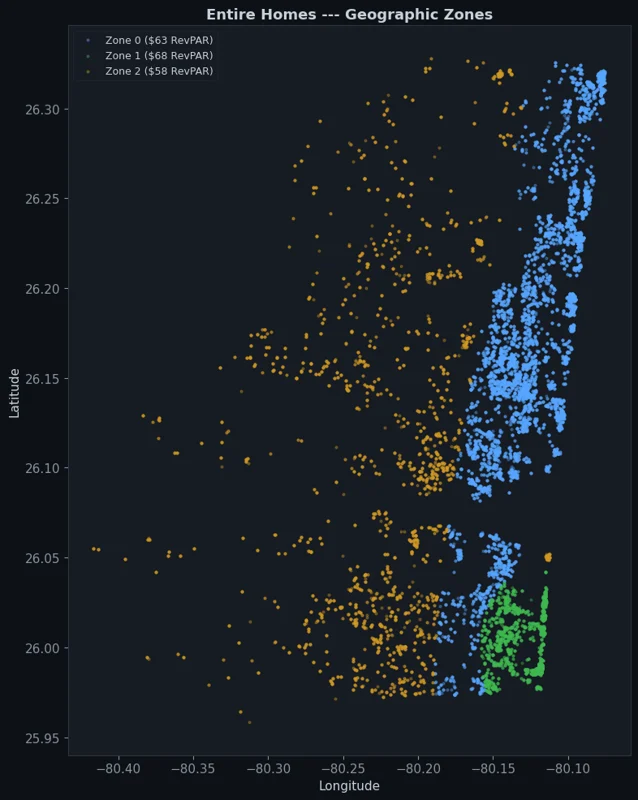 Entire Homes --- Geographic Zones
Zone 0 ($63 RevPAR)
Zone 1 ($68 RevPAR)
Zone 2 ($58 RevPAR)
26.30
26.25
26.20
26.15
26.10
26.05
26.00
25.95
Latitude
−80.40 −80.35 −80.30 −80.25 −80.20 −80.15 −80.10
Longitude